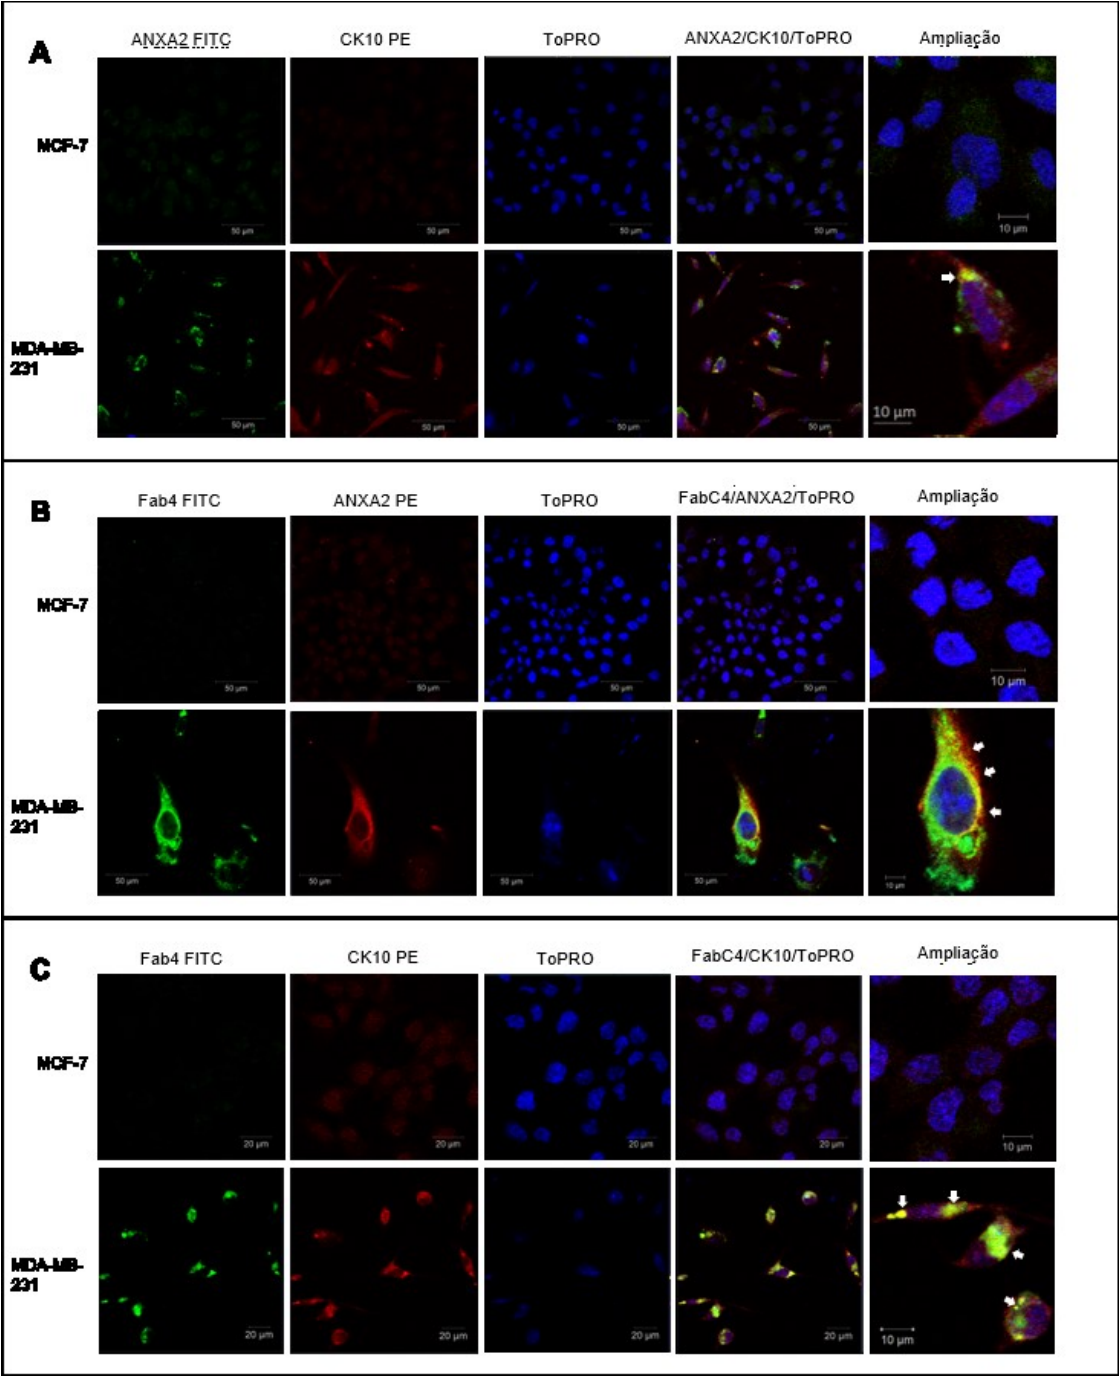 A
ANXA2 FITC CK10 PE ToPRO ANXA2/CK10/ToPRO Ampliação
MCF-7
50 µm 50 µm 50 µm 50 µm 10 µm
MDA-MB-231
50 µm 50 µm 50 µm 50 µm 10 µm
B
Fab4 FITC ANXA2 PE ToPRO FabC4/ANXA2/ToPRO Ampliação
MCF-7
50 µm 50 µm 50 µm 50 µm 10 µm
MDA-MB-231
50 µm 50 µm 50 µm 50 µm 10 µm
C
Fab4 FITC CK10 PE ToPRO FabC4/CK10/ToPRO Ampliação
MCF-7
20 µm 20 µm 20 µm 20 µm 10 µm
MDA-MB-231
20 µm 20 µm 20 µm 20 µm 10 µm